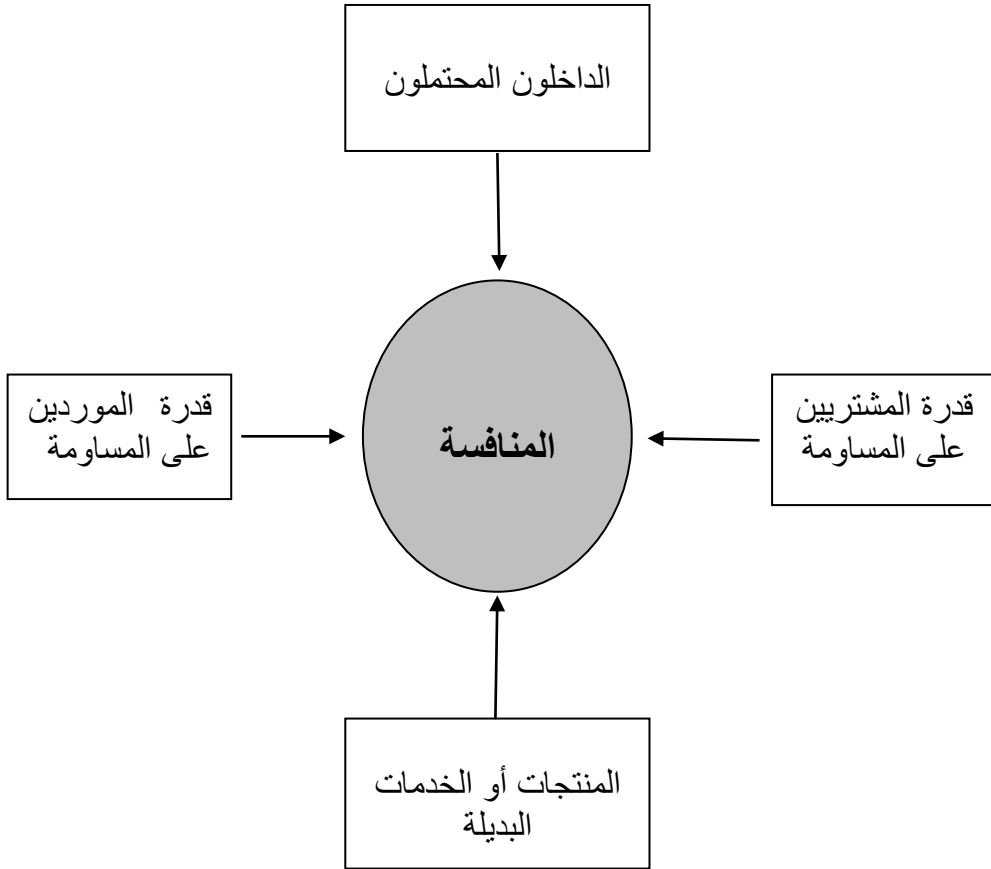 الداخلون المحتملون
قدرة المشتريين
على المساومة
المنافسة
قدرة الموردين
على المساومة
المنتجات أو الخدمات
البديلة